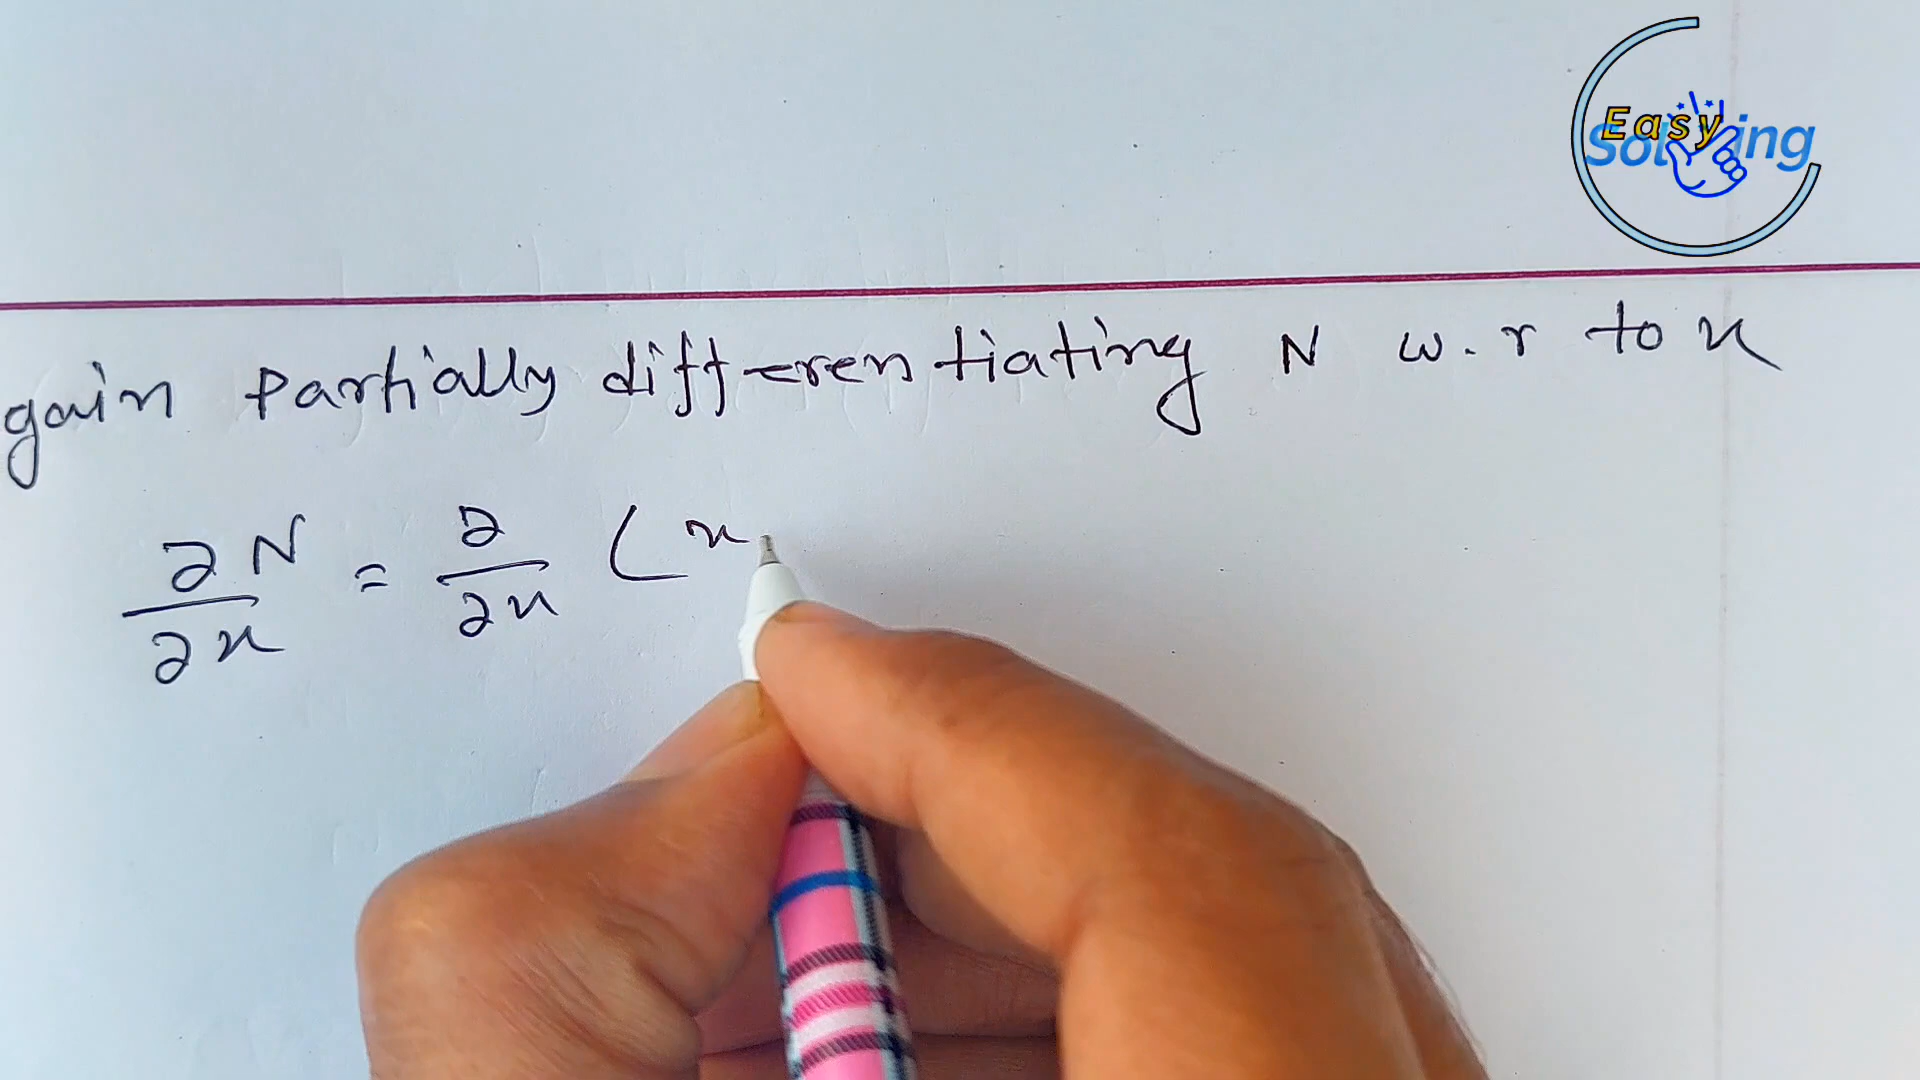 Easy
Solving
gain partially differentiating N w.r to x
∂N/∂x = ∂/∂x (x